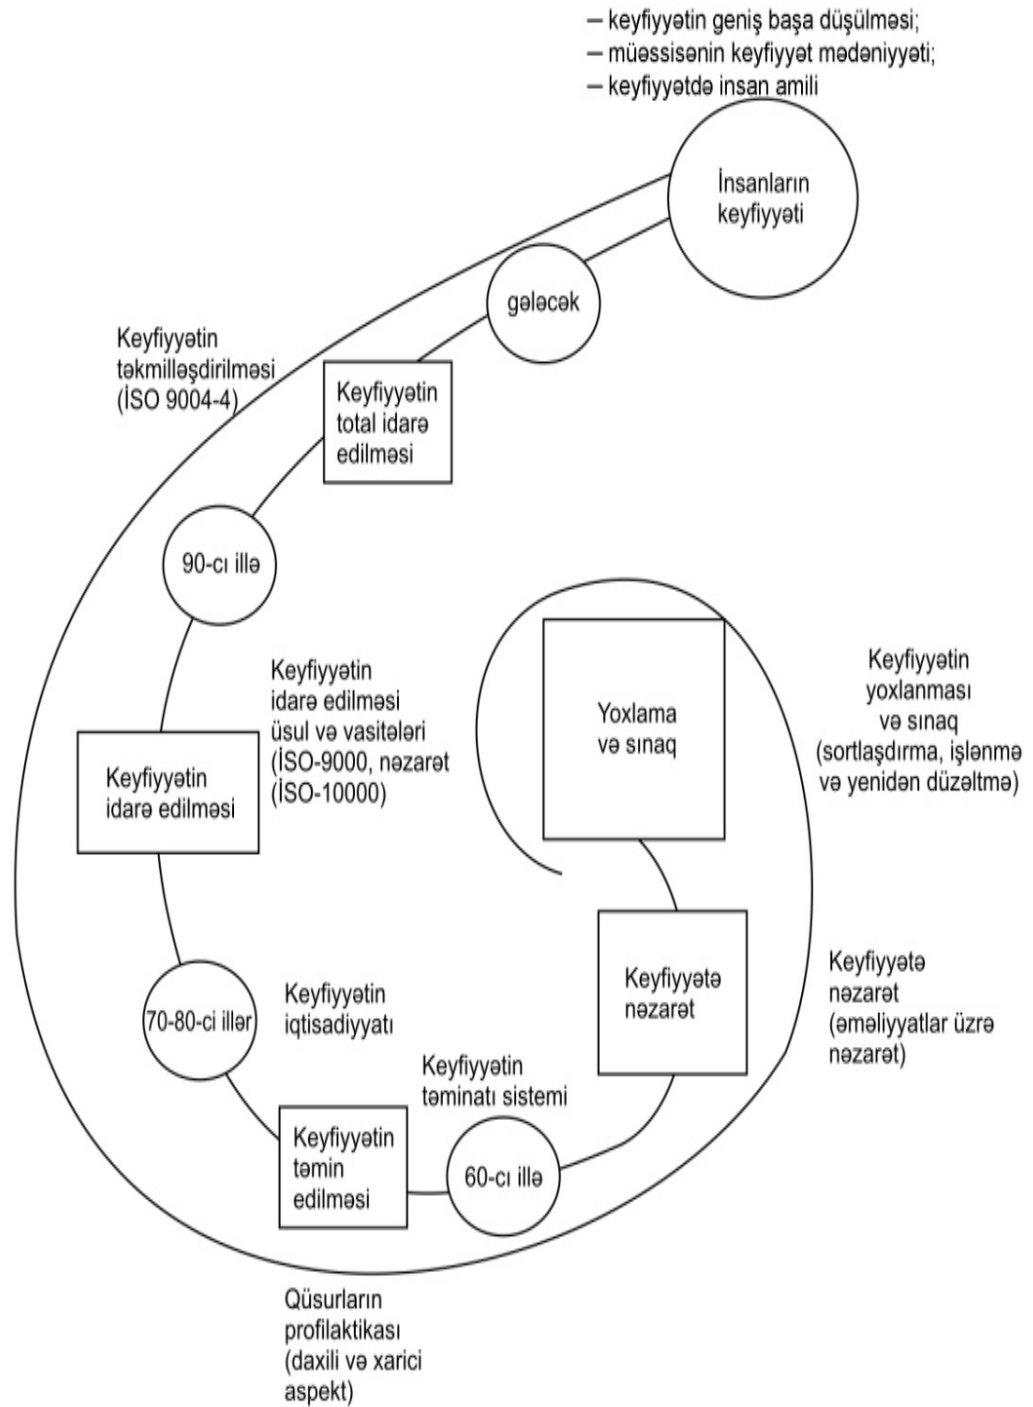 – keyfiyyətin geniş başa düşülməsi;
– müəssisənin keyfiyyət mədəniyyəti;
– keyfiyyətdə insan amili
İnsanların
keyfiyyəti
gələcək
Keyfiyyətin
təkmilləşdirilməsi
(İSO 9004-4)
Keyfiyyətin
total idarə
edilməsi
90-cı illə
Keyfiyyətin
idarə edilməsi
üsul və vasitələri
(İSO-9000, nəzarət
(İSO-10000)
Keyfiyyətin
idarə edilməsi
Yoxlama
və sınaq
Keyfiyyətin
yoxlanması
və sınaq
(sortlaşdırma, işlənmə
və yenidən düzəltmə)
Keyfiyyətə
nəzarət
Keyfiyyətə
nəzarət
(əməliyyatlar üzrə
nəzarət)
70-80-ci illər
Keyfiyyətin
iqtisadiyyatı
Keyfiyyətin
təminatı sistemi
Keyfiyyətin
təmin
edilməsi
60-cı illə
Qüsurların
profilaktikası
(daxili və xarici
aspekt)